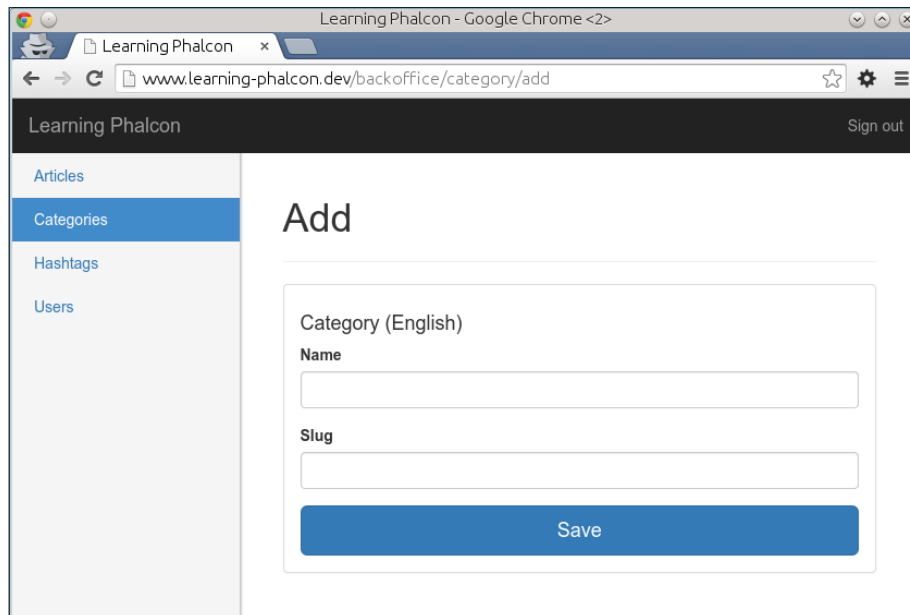 Learning Phalcon - Google Chrome <2>
Learning Phalcon
www.learning-phalcon.dev/backoffice/category/add
Learning Phalcon
Sign out
Articles
Categories
Hashtags
Users
Add
Category (English)
Name
Slug
Save